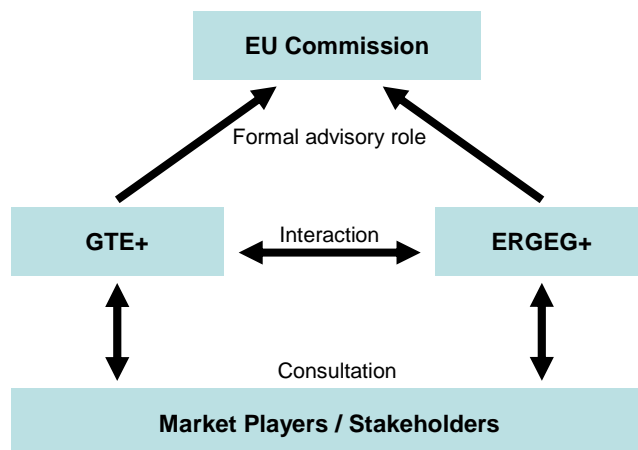 EU Commission
Formal advisory role
GTE+
Interaction
ERGEG+
Consultation
Market Players / Stakeholders